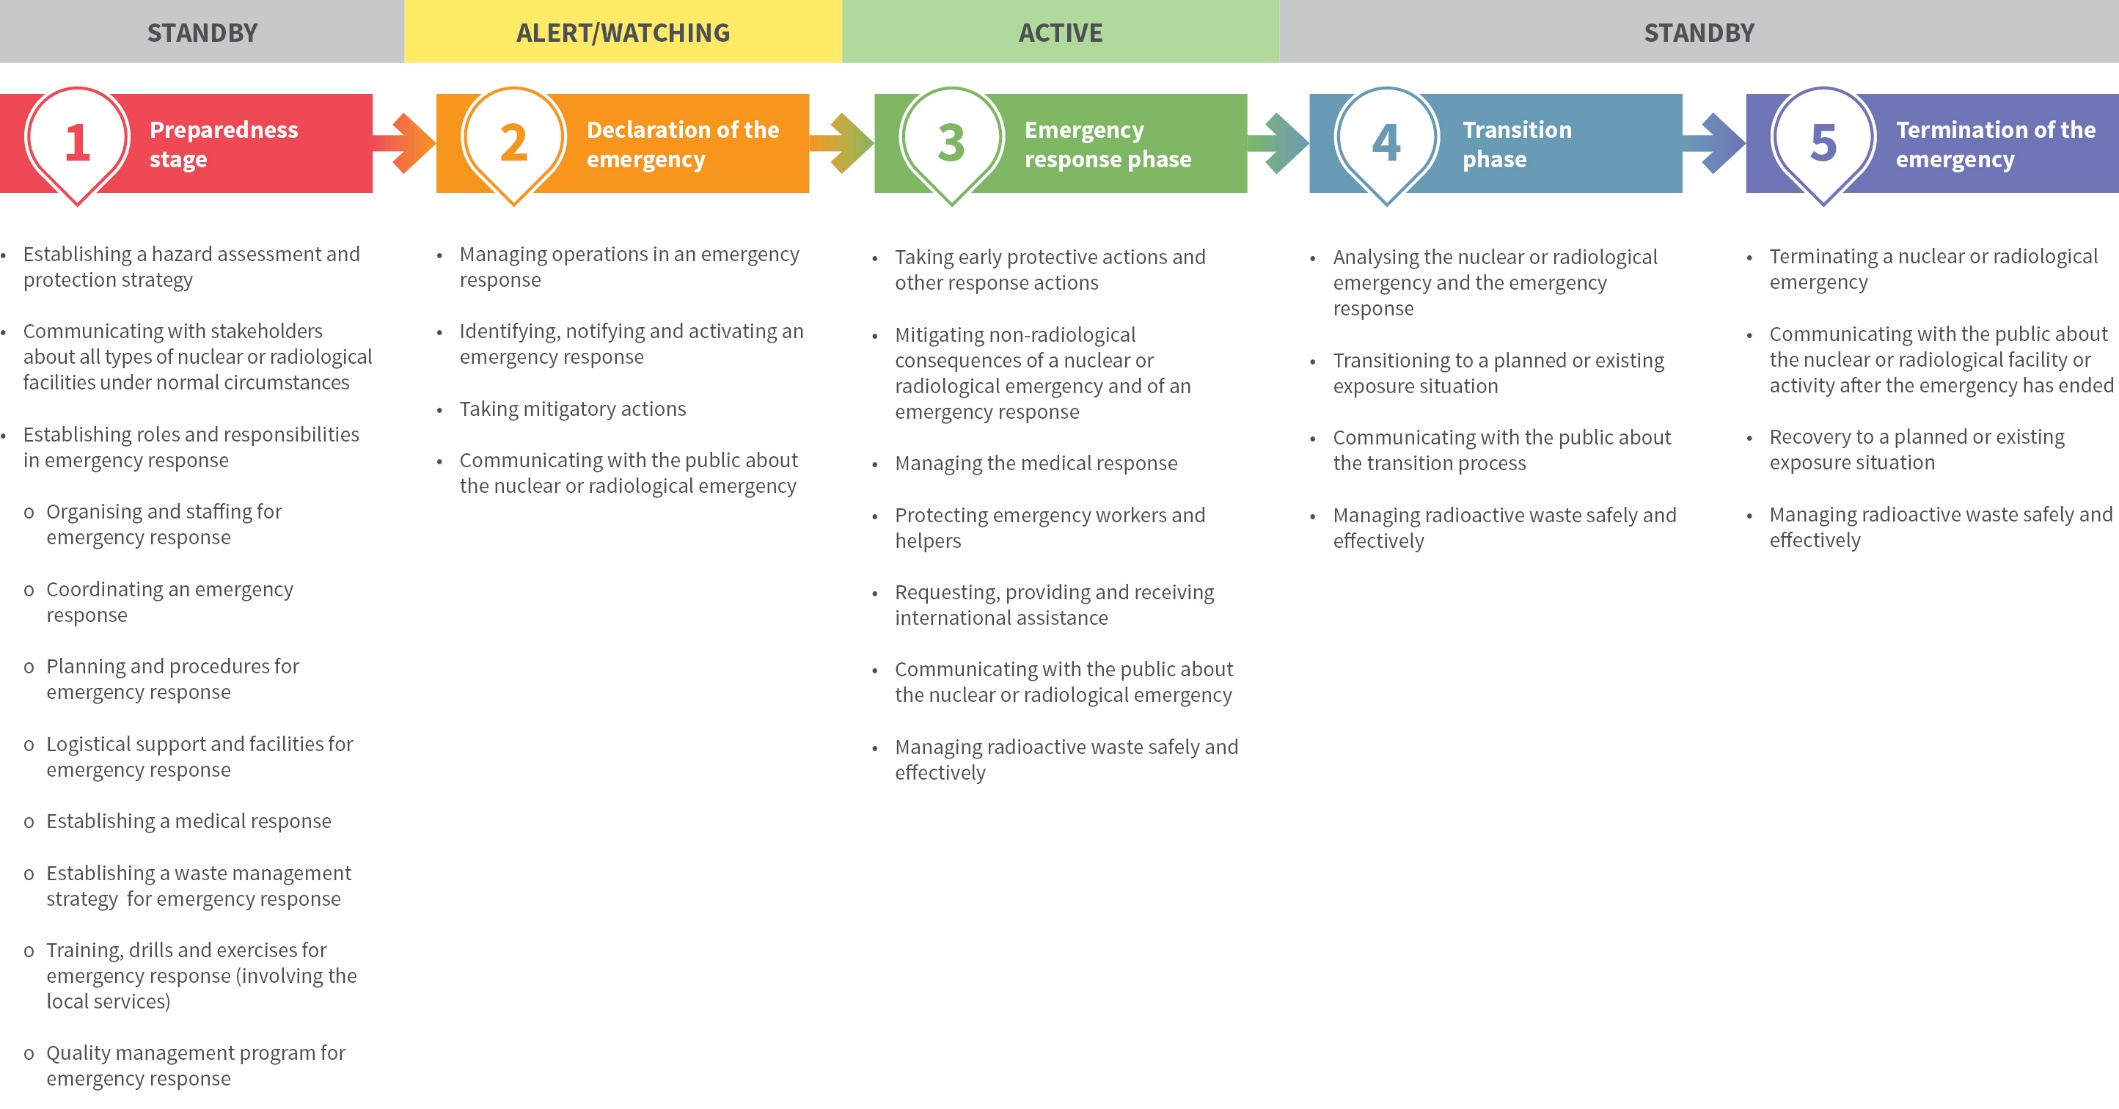 STANDBY
ALERT/WATCHING
ACTIVE
STANDBY
1
Preparedness
stage
2
Declaration of the
emergency
3
Emergency
response phase
4
Transition
phase
5
Termination of the
emergency
• Establishing a hazard assessment and
protection strategy
• Communicating with stakeholders
about all types of nuclear or radiological
facilities under normal circumstances
• Establishing roles and responsibilities
in emergency response
o Organising and staffing for
emergency response
o Coordinating an emergency
response
o Planning and procedures for
emergency response
o Logistical support and facilities for
emergency response
o Establishing a medical response
o Establishing a waste management
strategy for emergency response
o Training, drills and exercises for
emergency response (involving the
local services)
o Quality management program for
emergency response
• Managing operations in an emergency
response
• Identifying, notifying and activating an
emergency response
• Taking mitigatory actions
• Communicating with the public about
the nuclear or radiological emergency
• Taking early protective actions and
other response actions
• Mitigating non-radiological
consequences of a nuclear or
radiological emergency and of an
emergency response
• Managing the medical response
• Protecting emergency workers and
helpers
• Requesting, providing and receiving
international assistance
• Communicating with the public about
the nuclear or radiological emergency
• Managing radioactive waste safely and
effectively
• Analysing the nuclear or radiological
emergency and the emergency
response
• Transitioning to a planned or existing
exposure situation
• Communicating with the public about
the transition process
• Managing radioactive waste safely and
effectively
• Terminating a nuclear or radiological
emergency
• Communicating with the public about
the nuclear or radiological facility or
activity after the emergency has ended
• Recovery to a planned or existing
exposure situation
• Managing radioactive waste safely and
effectively